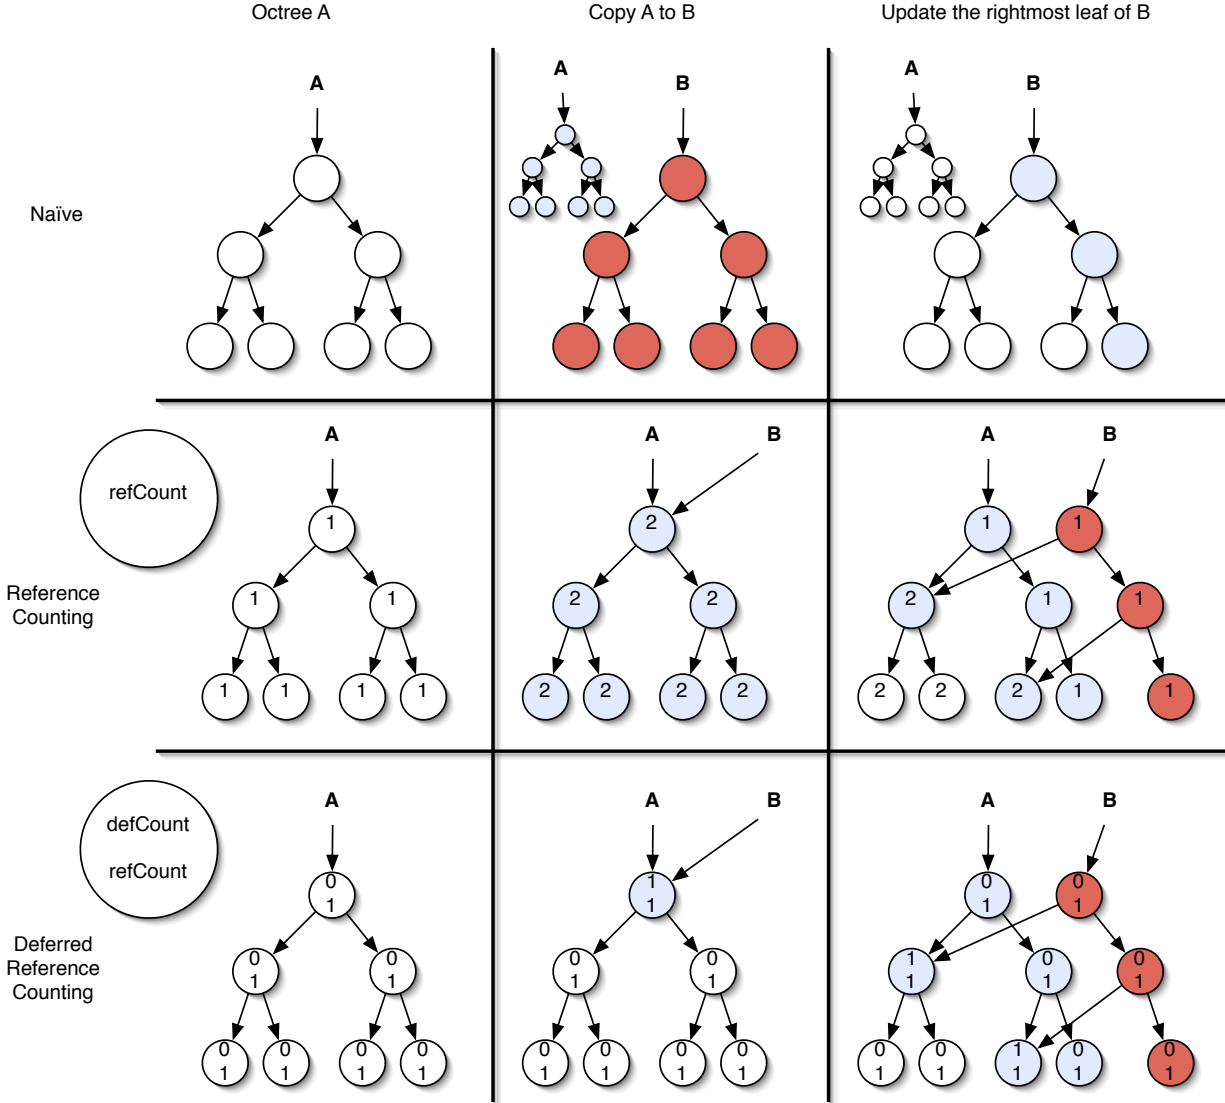 Octree A
Copy A to B
Update the rightmost leaf of B
Naïve
A
A
B
A
B
refCount
Reference
Counting
A
1
1 1
1 1 1 1
A B
2
2 2
2 2 2 2
A B
1 1
2 1 1
2 2 2 1 1
defCount
refCount
Deferred
Reference
Counting
A
0
1
0 0
1 1
0 0 0 0
1 1 1 1
A B
1
1
0 0
1 1
0 0 0 0
1 1 1 1
A B
0 0
1 1
1 0 0
1 1 1
0 0 1 0 0
1 1 1 1 1